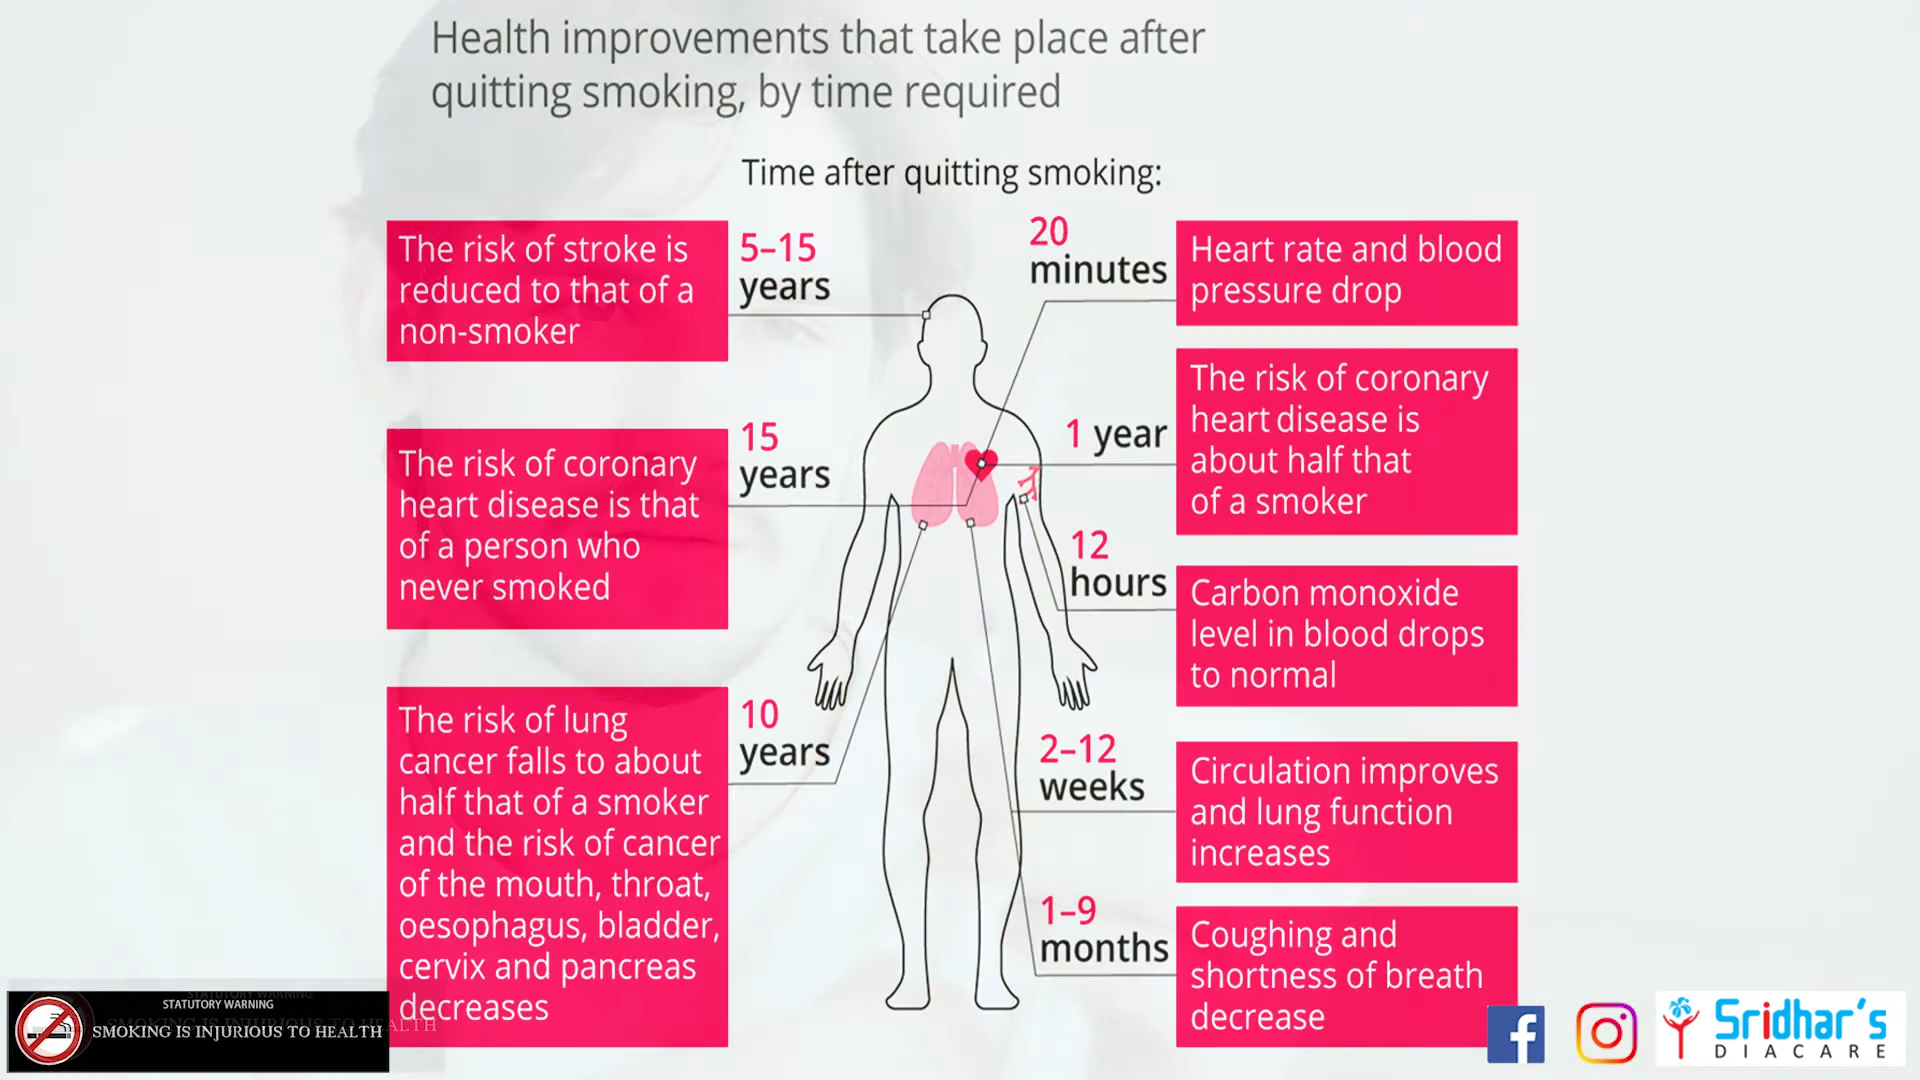 Health improvements that take place after
quitting smoking, by time required
Time after quitting smoking:
The risk of stroke is
reduced to that of a
non-smoker
5–15
years
20
minutes
Heart rate and blood
pressure drop
The risk of coronary
heart disease is
about half that
of a smoker
1 year
The risk of coronary
heart disease is that
of a person who
never smoked
15
years
12
hours
Carbon monoxide
level in blood drops
to normal
The risk of lung
cancer falls to about
half that of a smoker
and the risk of cancer
of the mouth, throat,
oesophagus, bladder,
cervix and pancreas
decreases
10
years
2–12
weeks
Circulation improves
and lung function
increases
1–9
months
Coughing and
shortness of breath
decrease
STATUTORY WARNING
SMOKING IS INJURIOUS TO HEALTH
Sridhar's
DIACARE